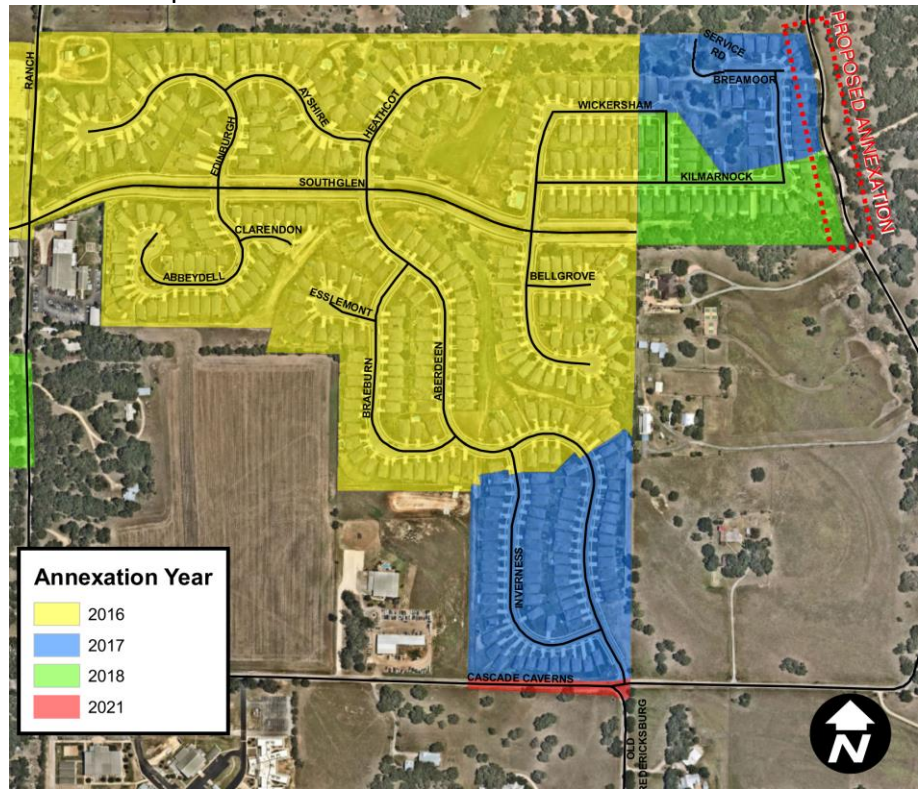 RANCH
SERVICE
RD
BREAMOOR
PROPOSED ANNEXATION
WICKERSHAM
AYSHIRE
HEATHCOT
EDINBURGH
SOUTHGLEN
KILMARNOCK
CLARENDON
ABBEYDELL
BELLGROVE
ESSLEMONT
BRAEBURN
ABERDEEN
INVERNESS
Annexation Year
2016
2017
2018
2021
CASCADE CAVERNS
OLD
FREDERICKSBURG
N